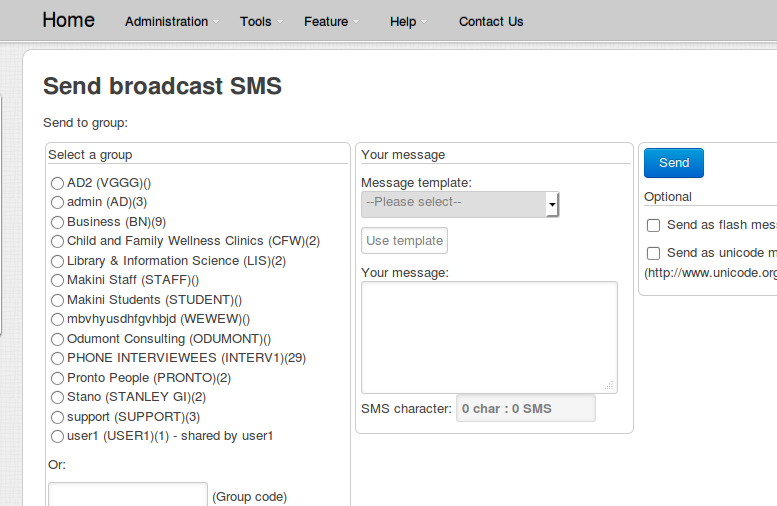 Home Administration Tools Feature Help Contact Us
Send broadcast SMS
Send to group:
Select a group
AD2 (VGGG)()
admin (AD)(3)
Business (BN)(9)
Child and Family Wellness Clinics (CFW)(2)
Library & Information Science (LIS)(2)
Makini Staff (STAFF)()
Makini Students (STUDENT)()
mbvhyusdhfgvhbjd (WEWEW)()
Odumont Consulting (ODUMONT)()
PHONE INTERVIEWEES (INTERV1)(29)
Pronto People (PRONTO)(2)
Stano (STANLEY GI)(2)
support (SUPPORT)(3)
user1 (USER1)(1) - shared by user1
Or:
(Group code)
Your message
Message template:
--Please select--
Use template
Your message:
SMS character: 0 char : 0 SMS
Send
Optional
Send as flash mess
Send as unicode m
(http://www.unicode.org